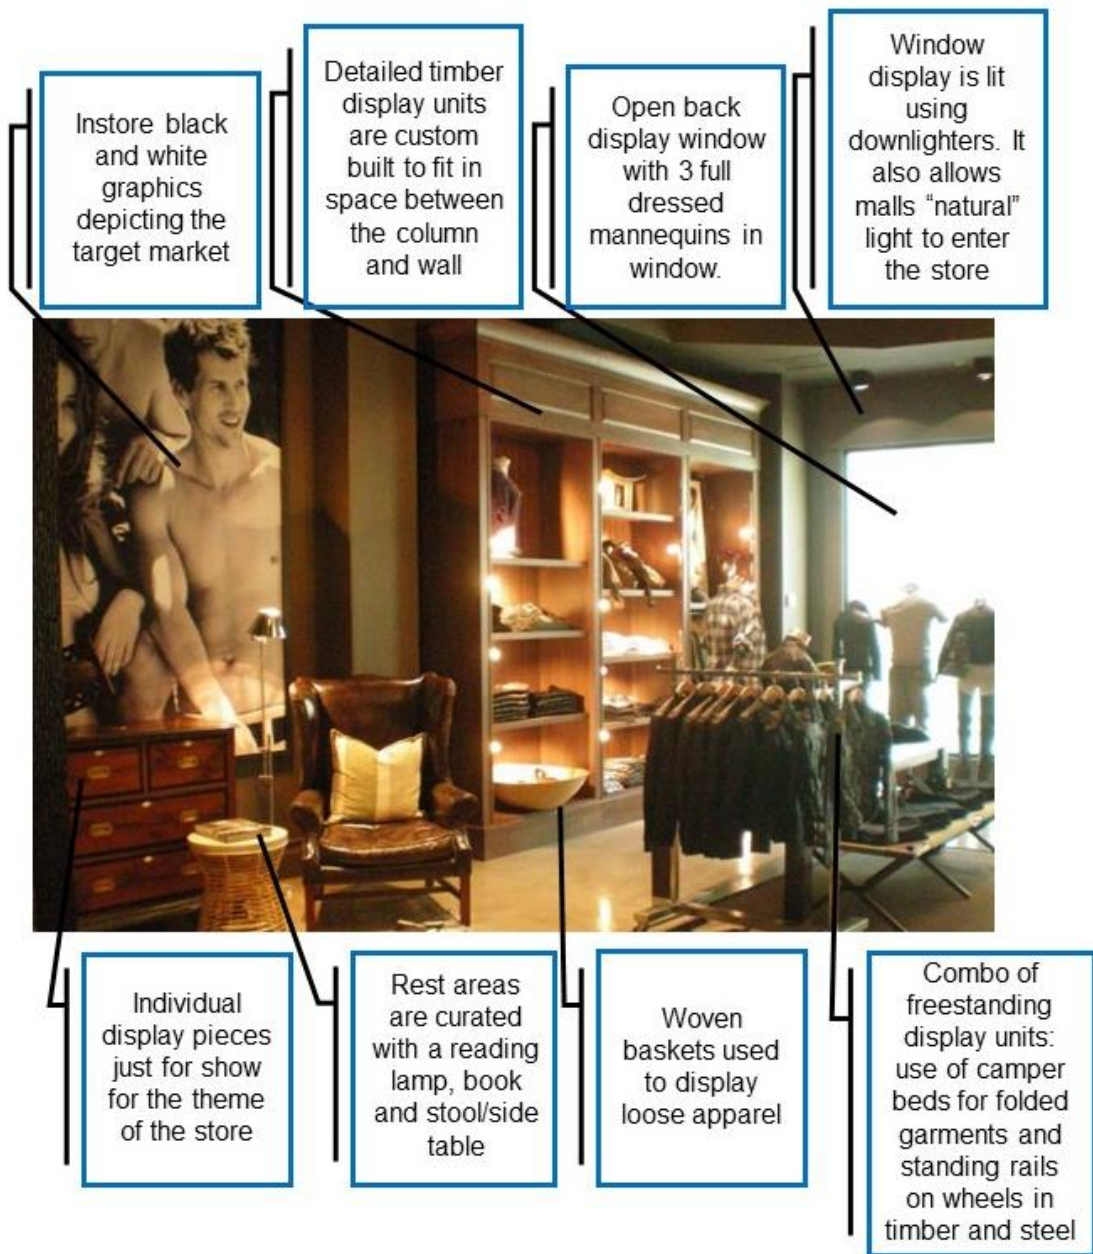 Instore black
and white
graphics
depicting the
target market
Detailed timber
display units
are custom
built to fit in
space between
the column
and wall
Open back
display window
with 3 full
dressed
mannequins in
window.
Window
display is lit
using
downlighters. It
also allows
malls “natural”
light to enter
the store
Individual
display pieces
just for show
for the theme
of the store
Rest areas
are curated
with a reading
lamp, book
and stool/side
table
Woven
baskets used
to display
loose apparel
Combo of
freestanding
display units:
use of camper
beds for folded
garments and
standing rails
on wheels in
timber and steel